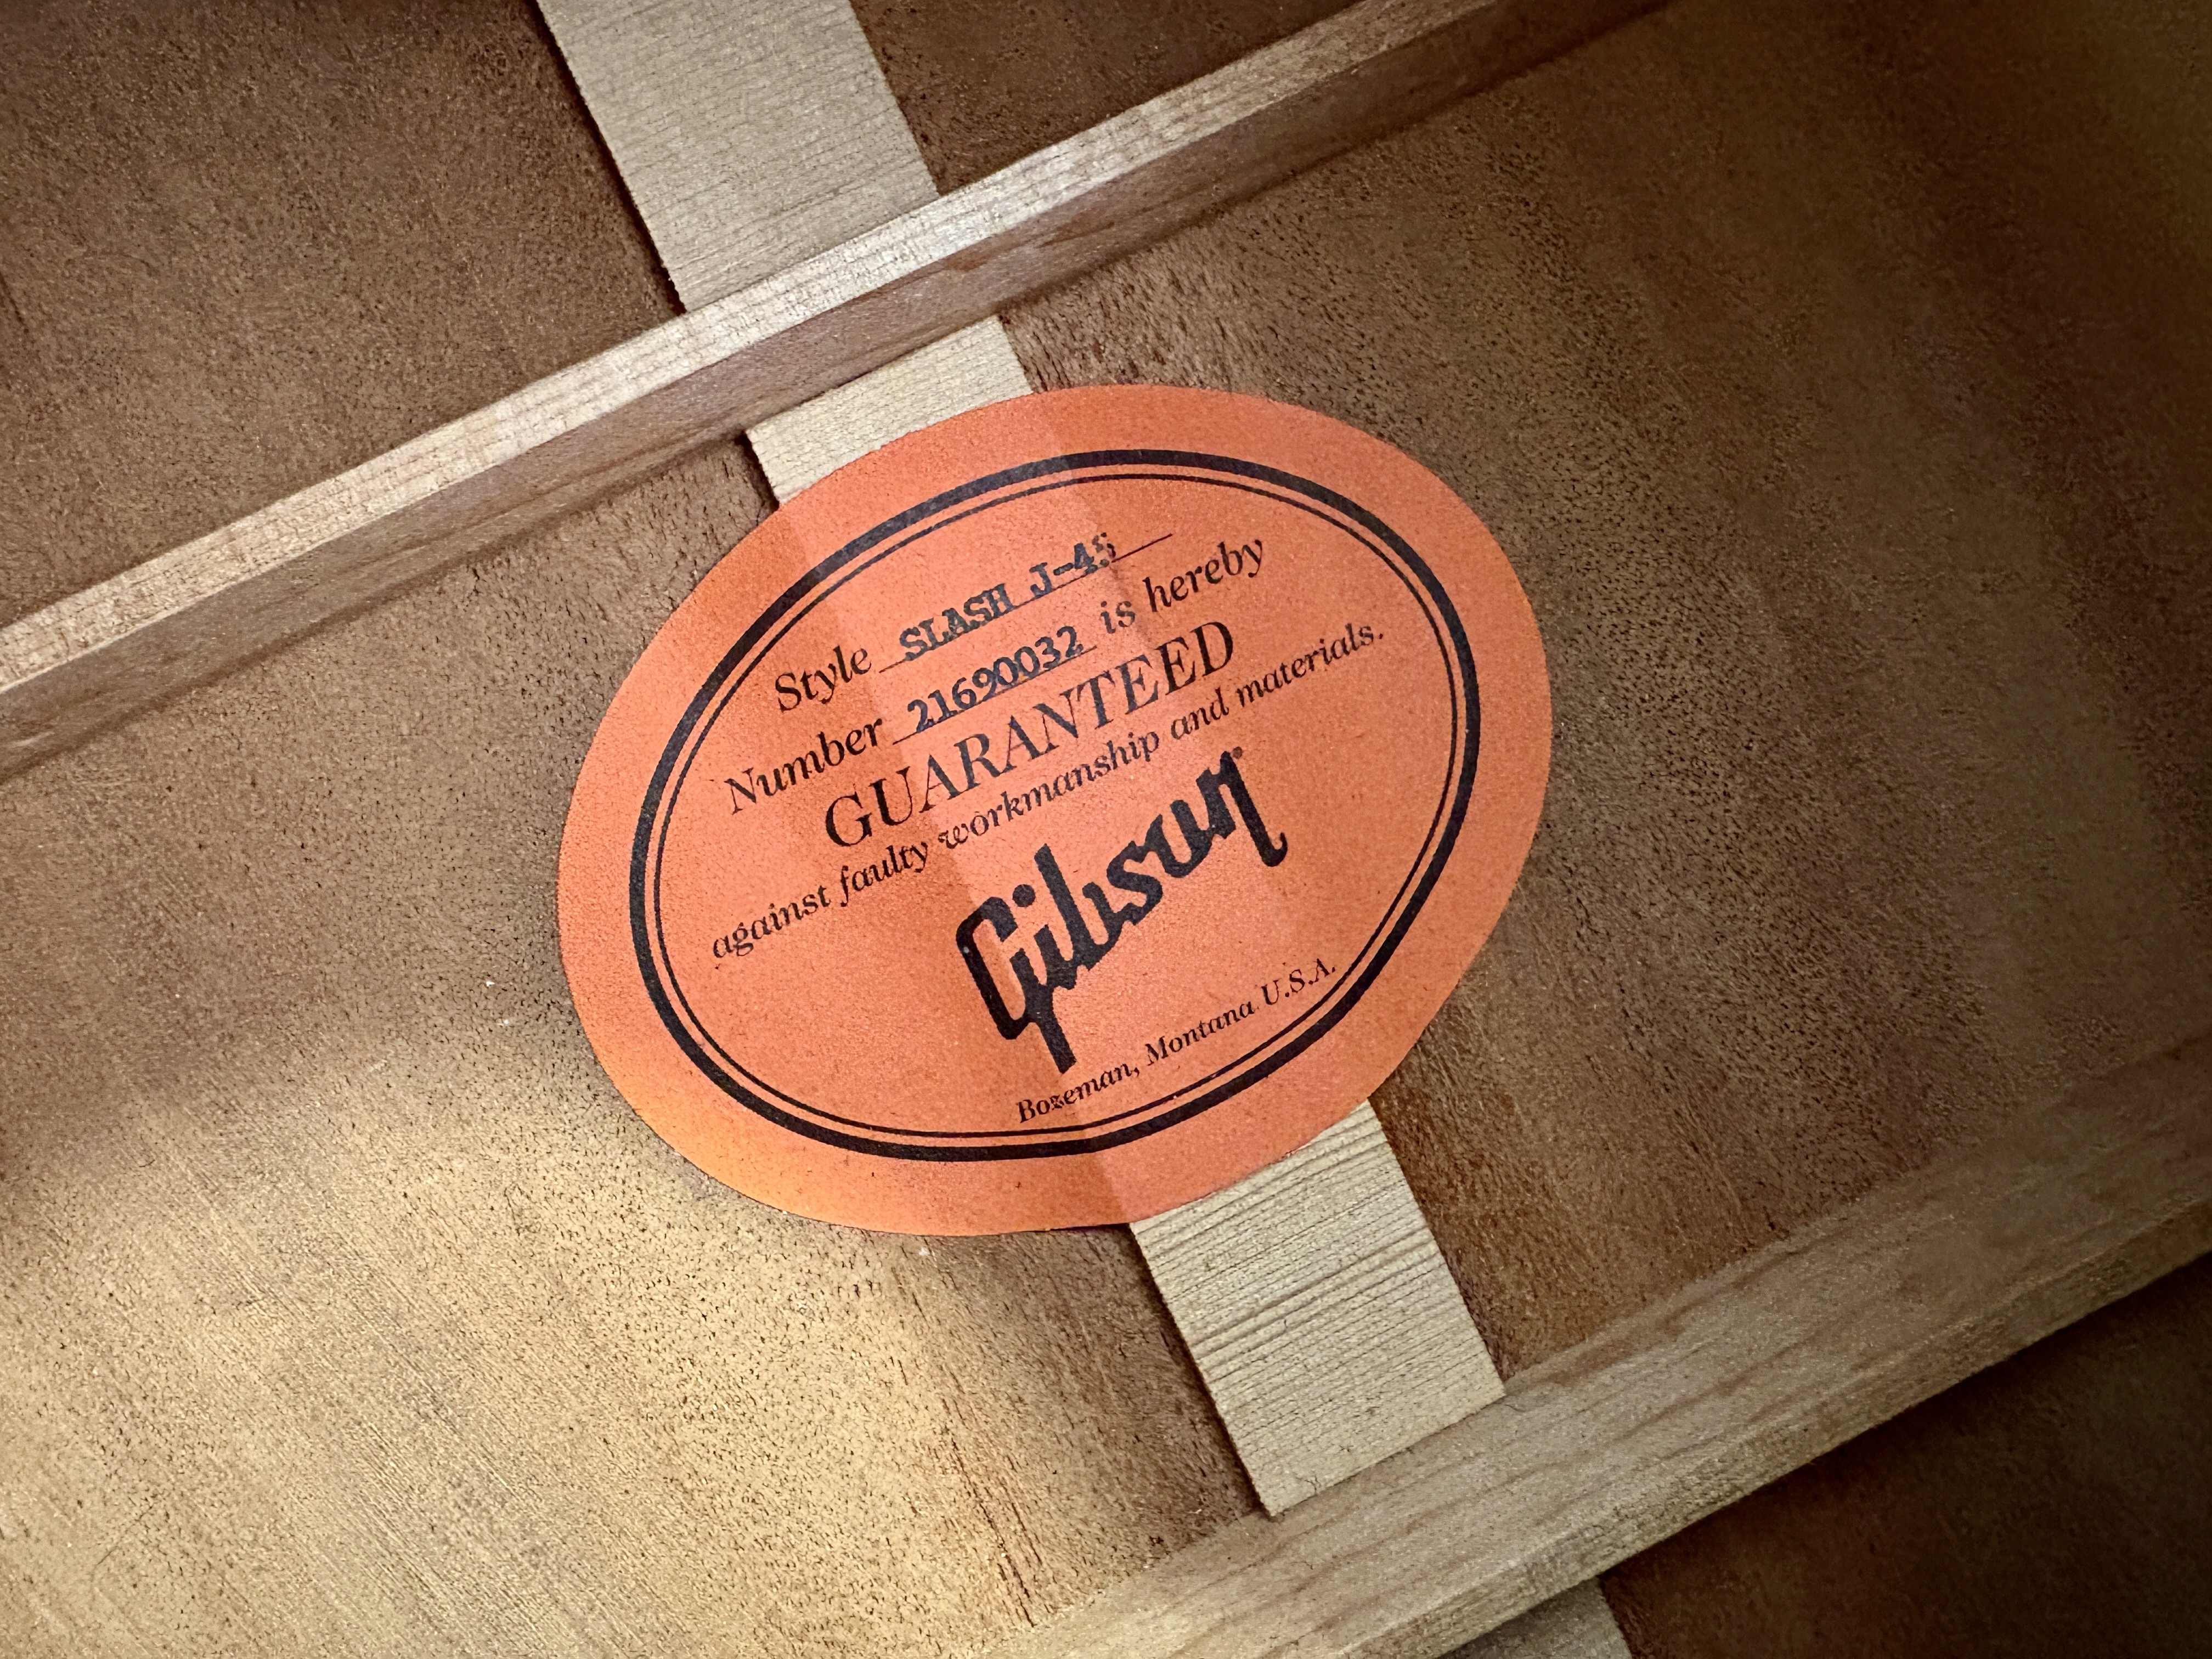 Style SLASH J-45
Number 21690032 is hereby
GUARANTEED
against faulty workmanship and materials.
Gibson
Bozeman, Montana U.S.A.